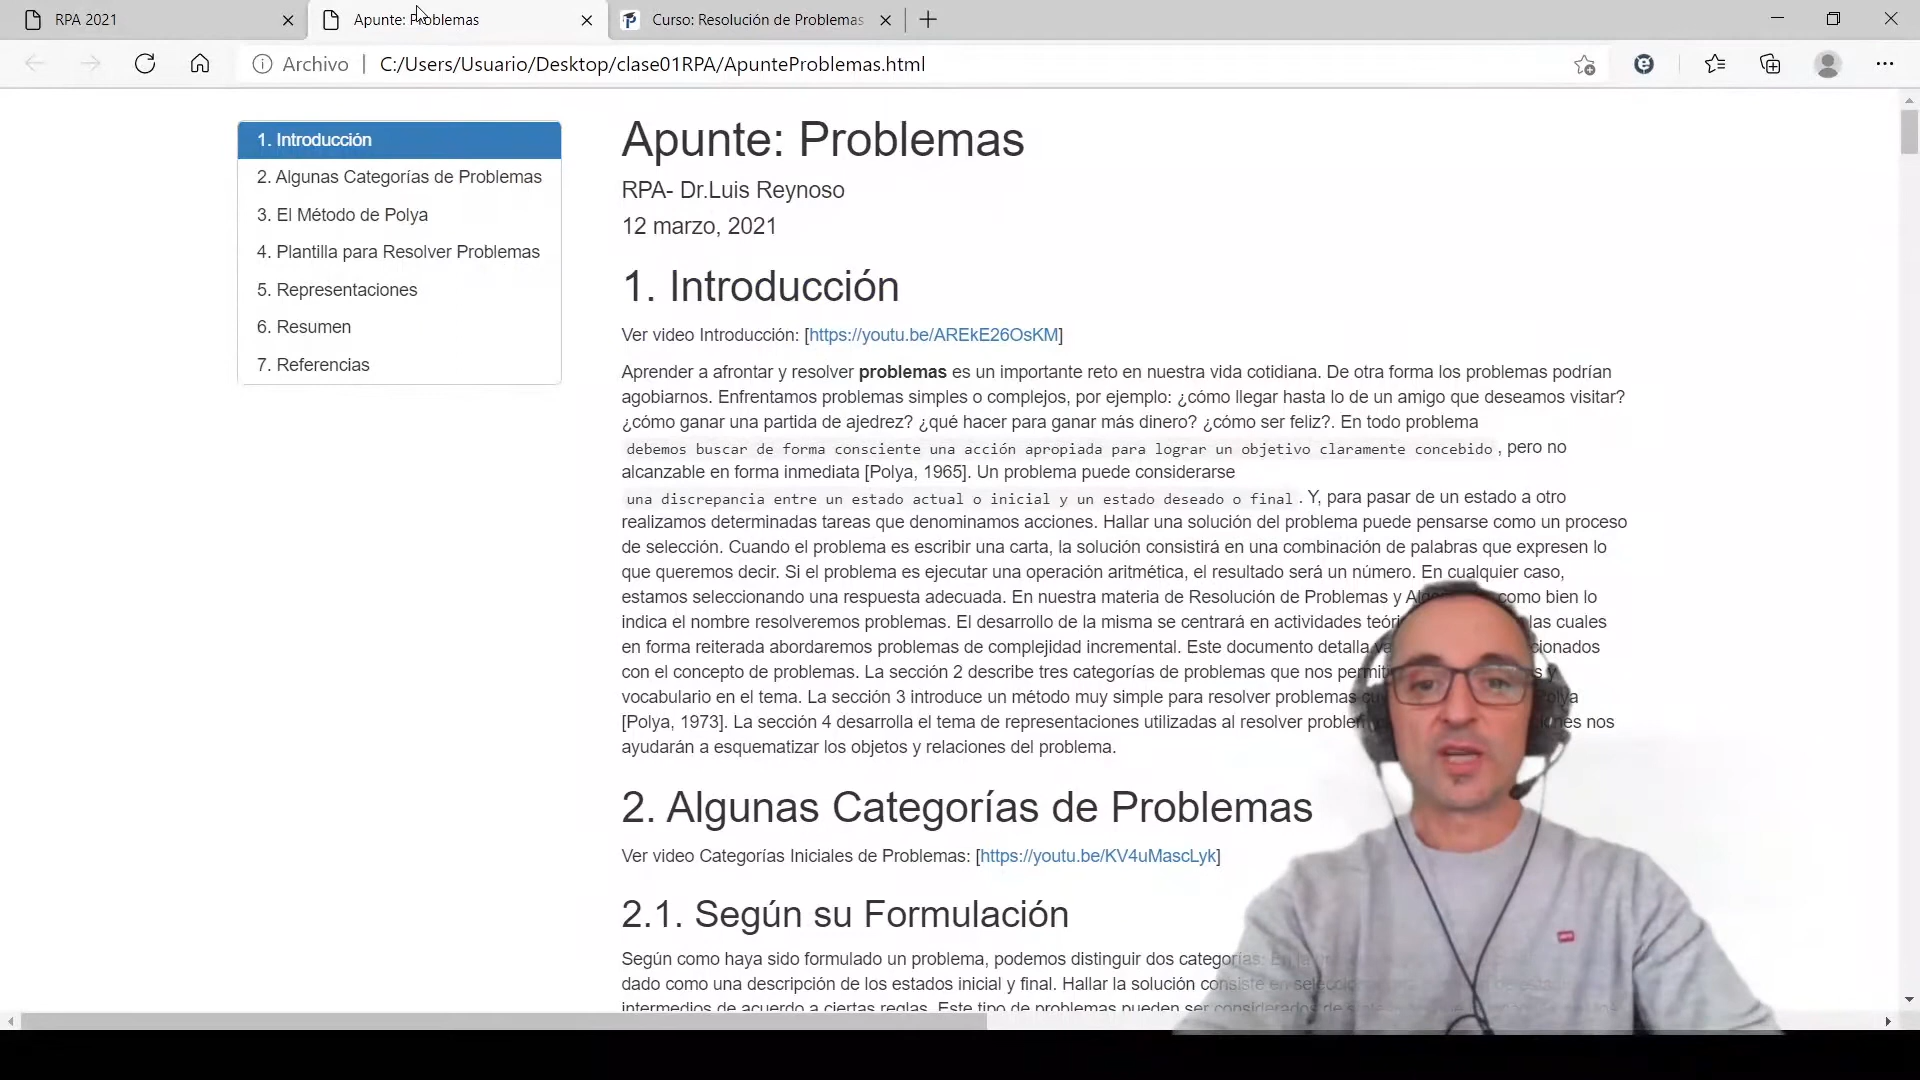 RPA 2021
Apunte: Problemas
Curso: Resolución de Problemas
Archivo
C:/Users/Usuario/Desktop/clase01RPA/ApunteProblemas.html
1. Introducción
2. Algunas Categorías de Problemas
3. El Método de Polya
4. Plantilla para Resolver Problemas
5. Representaciones
6. Resumen
7. Referencias
Apunte: Problemas
RPA- Dr.Luis Reynoso
12 marzo, 2021
1. Introducción
Ver video Introducción: [https://youtu.be/AREkE26OsKM]
Aprender a afrontar y resolver problemas es un importante reto en nuestra vida cotidiana. De otra forma los problemas podrían
agobiarnos. Enfrentamos problemas simples o complejos, por ejemplo: ¿cómo llegar hasta lo de un amigo que deseamos visitar?
¿cómo ganar una partida de ajedrez? ¿qué hacer para ganar más dinero? ¿cómo ser feliz?. En todo problema
debemos buscar de forma consciente una acción apropiada para lograr un objetivo claramente concebido , pero no
alcanzable en forma inmediata [Polya, 1965]. Un problema puede considerarse
una discrepancia entre un estado actual o inicial y un estado deseado o final . Y, para pasar de un estado a otro
realizamos determinadas tareas que denominamos acciones. Hallar una solución del problema puede pensarse como un proceso
de selección. Cuando el problema es escribir una carta, la solución consistirá en una combinación de palabras que expresen lo
que queremos decir. Si el problema es ejecutar una operación aritmética, el resultado será un número. En cualquier caso,
estamos seleccionando una respuesta adecuada. En nuestra materia de Resolución de Problemas y como bien lo
indica el nombre resolveremos problemas. El desarrollo de la misma se centrará en actividades las cuales
en forma reiterada abordaremos problemas de complejidad incremental. Este documento detalla
con el concepto de problemas. La sección 2 describe tres categorías de problemas que nos y
vocabulario en el tema. La sección 3 introduce un método muy simple para resolver problemas Polya
[Polya, 1973]. La sección 4 desarrolla el tema de representaciones utilizadas al resolver nos
ayudarán a esquematizar los objetos y relaciones del problema.
2. Algunas Categorías de Problemas
Ver video Categorías Iniciales de Problemas: [https://youtu.be/KV4uMascLyk]
2.1. Según su Formulación
Según como haya sido formulado un problema, podemos distinguir dos categorías:
dado como una descripción de los estados inicial y final. Hallar la solución consiste en
intermedios de acuerdo a ciertas reglas. Este tipo de problemas pueden ser considerados de